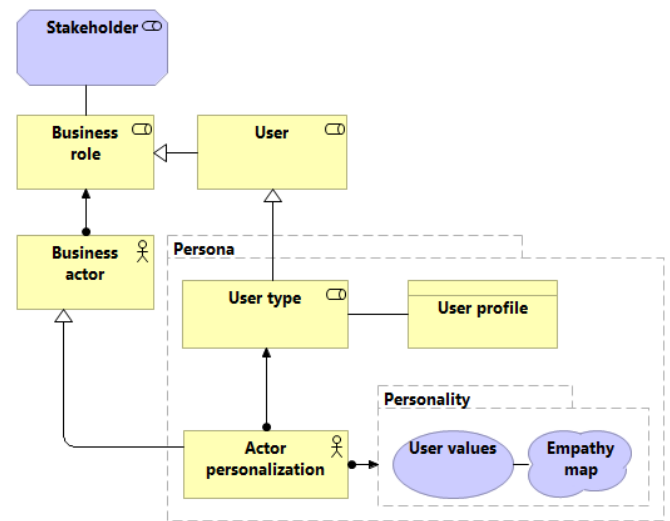 Stakeholder
Business
role
User
Business
actor
Persona
User type
User profile
Personality
Actor
personalization
User values
Empathy
map